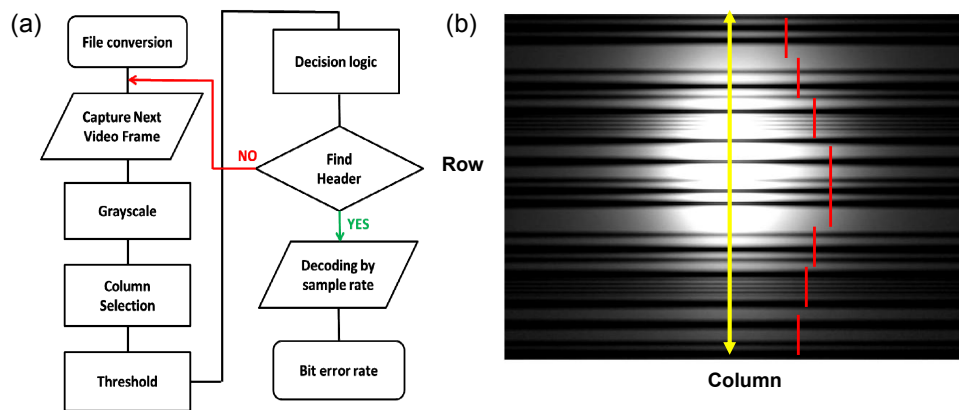 (a)
File conversion
Capture Next
Video Frame
Grayscale
Column
Selection
Threshold
Decision logic
Find
Header
NO
YES
Decoding by
sample rate
Bit error rate
(b)
Row
Column